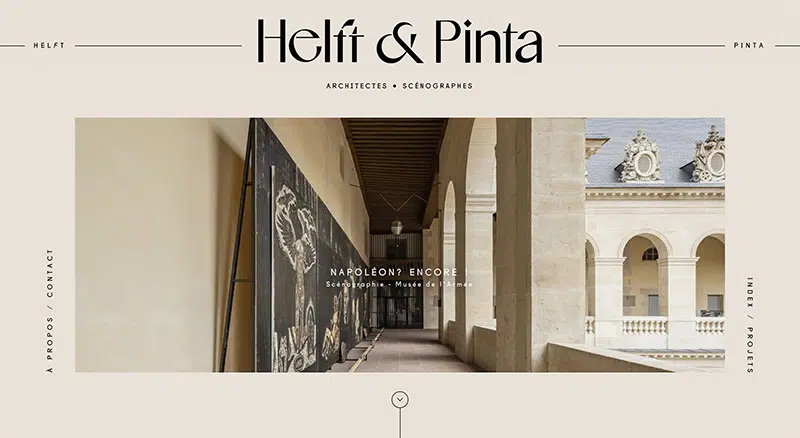 Helft & Pinta
HELFT
PINTA
ARCHITECTES • SCÉNOGRAPHES
NAPOLÉON? ENCORE !
Scénographie - Musée de l'Armée
À PROPOS / CONTACT
INDEX / PROJETS